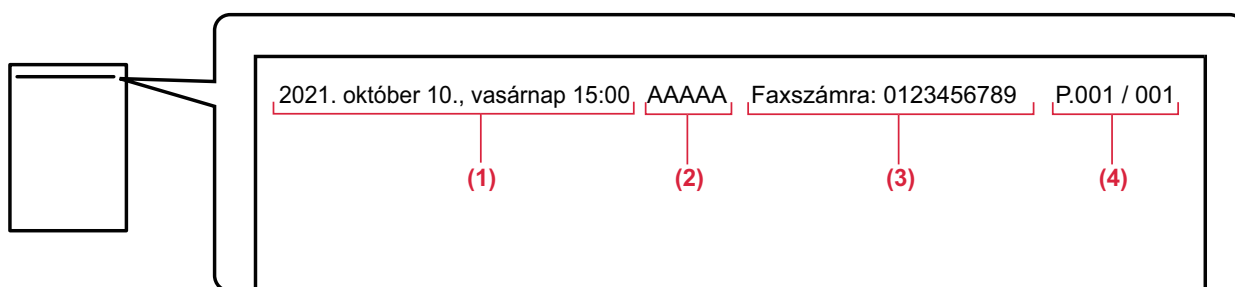 2021. október 10., vasárnap 15:00 AAAAA Faxszámra: 0123456789 P.001 / 001
(1) (2) (3) (4)